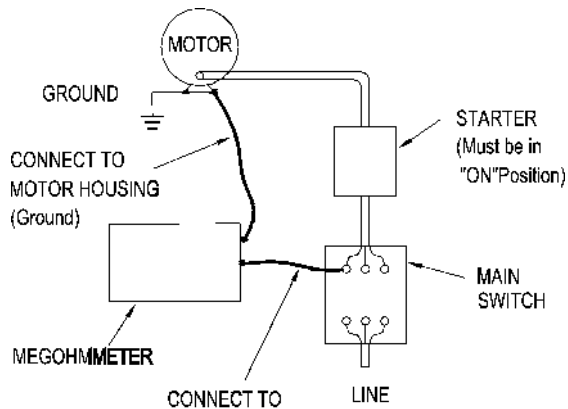 MOTOR
GROUND
CONNECT TO
MOTOR HOUSING
(Ground)
STARTER
(Must be in
"ON"Position)
MAIN
SWITCH
MEGOHMMETER
CONNECT TO
LINE